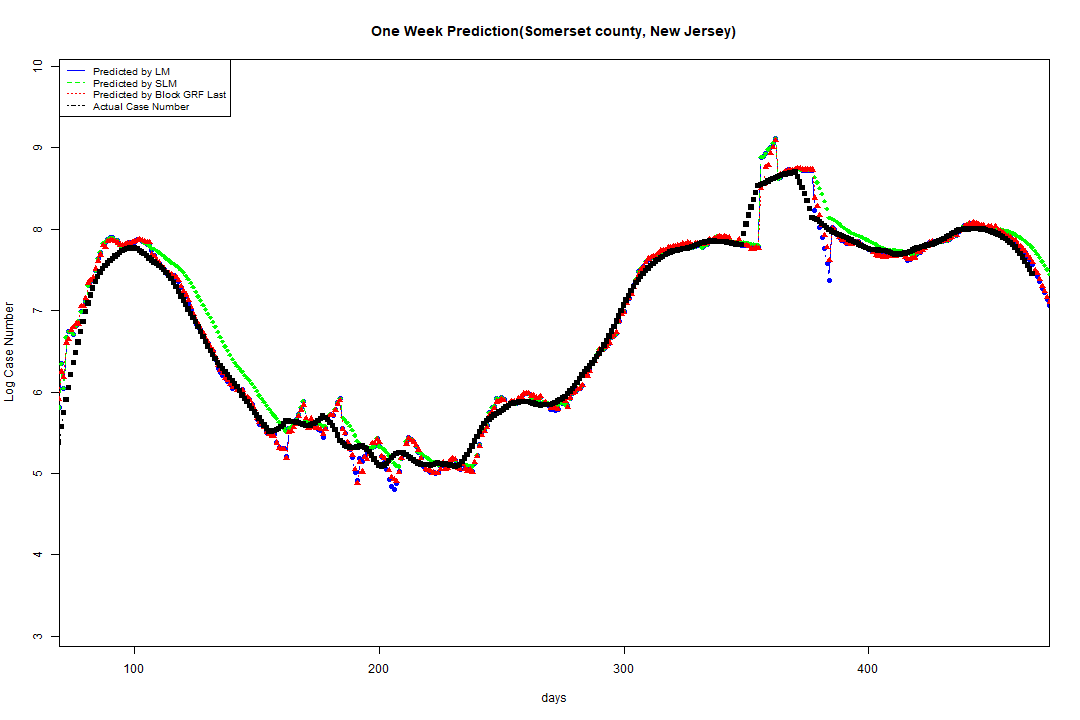 One Week Prediction(Somerset county, New Jersey)
Predicted by LM
Predicted by SLM
Predicted by Block GRF Last
Actual Case Number
10
9
8
7
6
5
4
3
Log Case Number
100 200 300 400
days